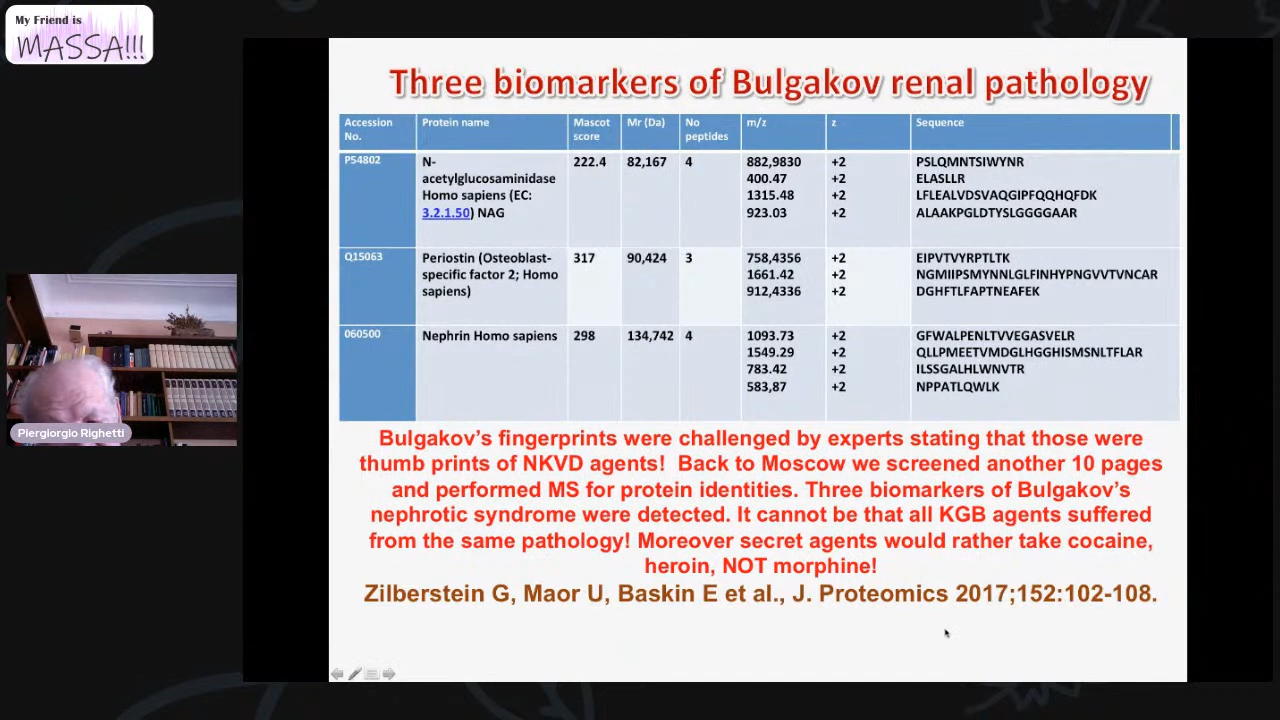 My Friend is
MASSA!!!
Three biomarkers of Bulgakov renal pathology
Accession No. Protein name Mascot score Mr (Da) No peptides m/z z Sequence
P54802 N- 222.4 82,167 4 882,9830 +2 PSLQMNTSIWYNR
acetylglucosaminidase 400.47 +2 ELASLLR
Homo sapiens (EC: 1315.48 +2 LFLEALVDSVAQGIPFQQHQFDK
3.2.1.50) NAG 923.03 +2 ALAAKPGLDTYSLGGGGAAR
Q15063 Periostin (Osteoblast- 317 90,424 3 758,4356 +2 EIPVTVYRPTLTK
specific factor 2; Homo 1661.42 +2 NGMIIPSMYNNLGLFINHYPNGVVTVNCAR
sapiens) 912,4336 +2 DGHFTLFAPTNEAFEK
060500 Nephrin Homo sapiens 298 134,742 4 1093.73 +2 GFWALPENLTVVEGASVELR
1549.29 +2 QLLPMEETVMDGLHGGHISMSNLTFLAR
783.42 +2 ILSSGALHLWNVTR
583,87 +2 NPPATLQWLK
Piergiorgio Righetti
Bulgakov's fingerprints were challenged by experts stating that those were
thumb prints of NKVD agents! Back to Moscow we screened another 10 pages
and performed MS for protein identities. Three biomarkers of Bulgakov's
nephrotic syndrome were detected. It cannot be that all KGB agents suffered
from the same pathology! Moreover secret agents would rather take cocaine,
heroin, NOT morphine!
Zilberstein G, Maor U, Baskin E et al., J. Proteomics 2017;152:102-108.